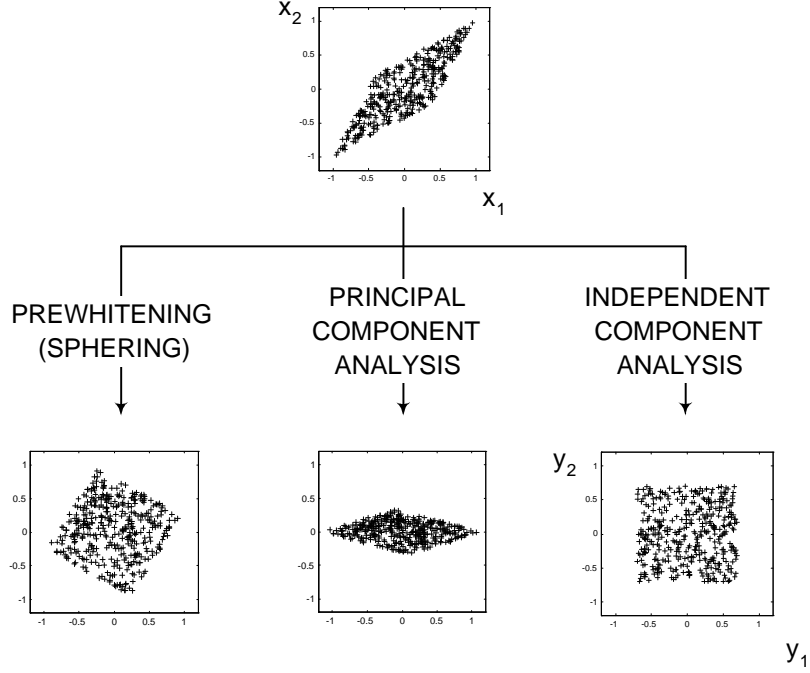 x2
1
0.5
0
-0.5
-1
-1 -0.5 0 0.5 1
x1
PREWHITENING
(SPHERING)
PRINCIPAL
COMPONENT
ANALYSIS
INDEPENDENT
COMPONENT
ANALYSIS
1
0.5
0
-0.5
-1
-1 -0.5 0 0.5 1
1
0.5
0
-0.5
-1
-1 -0.5 0 0.5 1
y2
1
0.5
0
-0.5
-1
-1 -0.5 0 0.5 1
y1